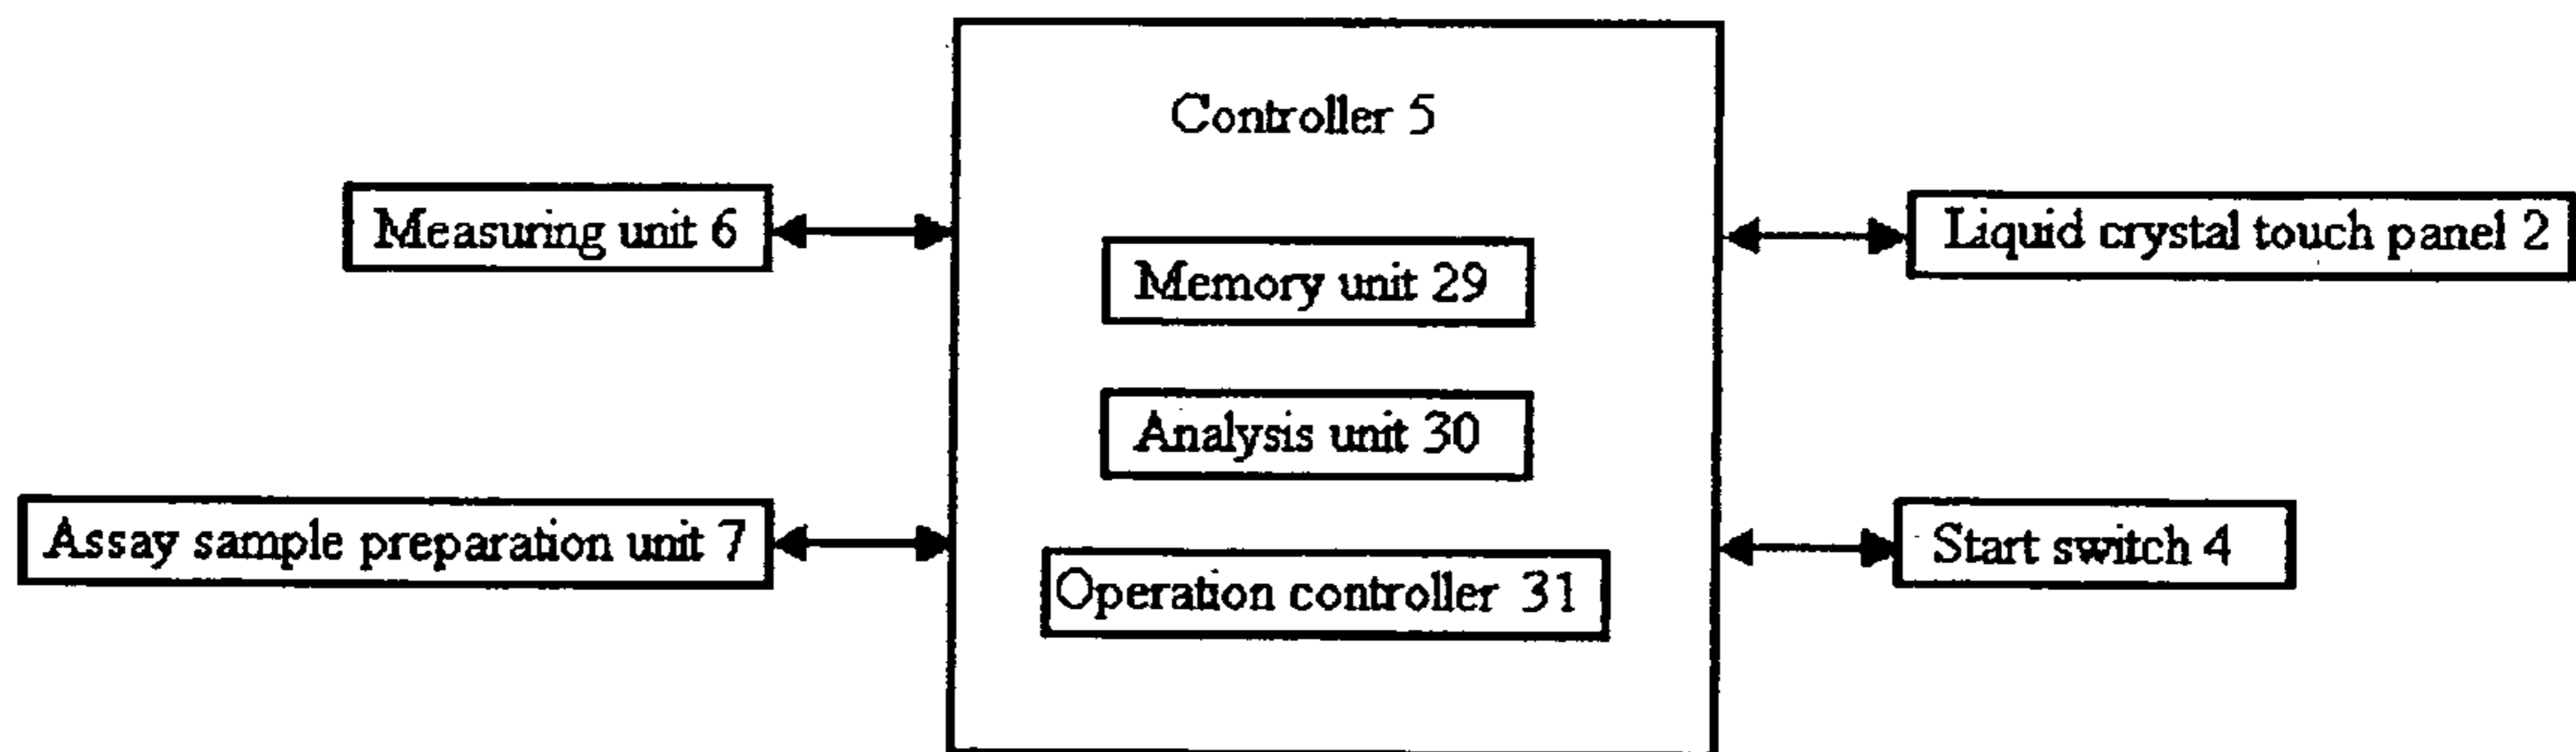 Controller 5
Measuring unit 6
Liquid crystal touch panel 2
Memory unit 29
Analysis unit 30
Assay sample preparation unit 7
Start switch 4
Operation controller 31